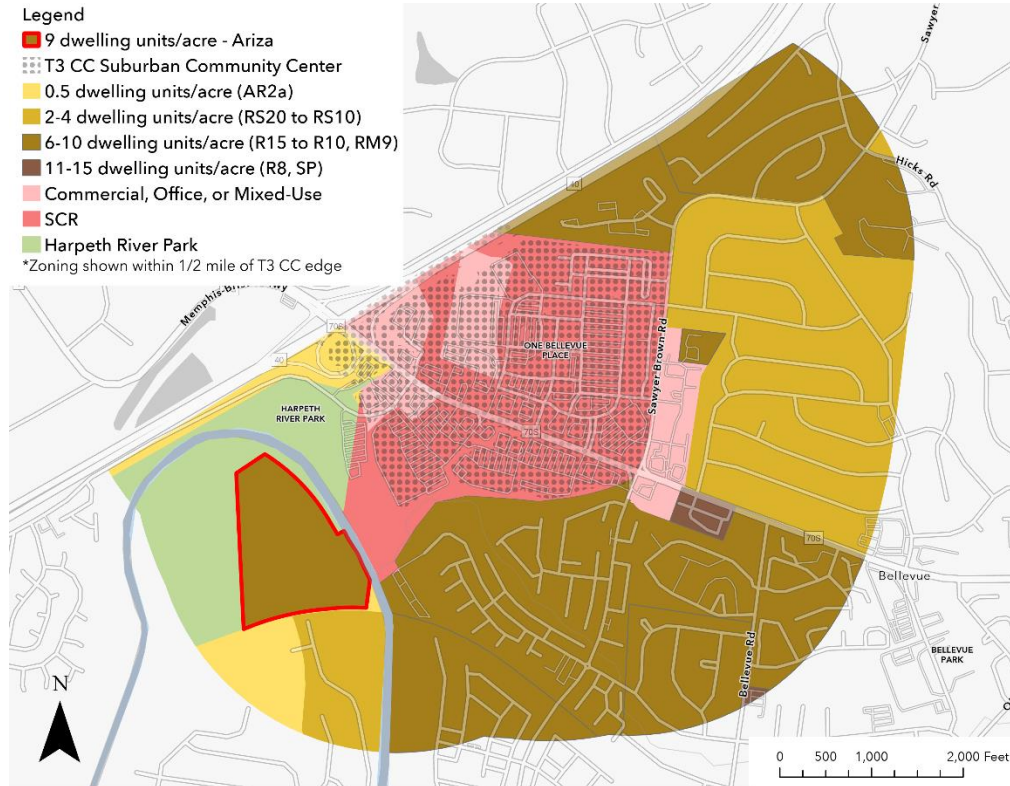 Legend
9 dwelling units/acre - Ariza
T3 CC Suburban Community Center
0.5 dwelling units/acre (AR2a)
2-4 dwelling units/acre (RS20 to RS10)
6-10 dwelling units/acre (R15 to R10, RM9)
11-15 dwelling units/acre (R8, SP)
Commercial, Office, or Mixed-Use
SCR
Harpeth River Park
*Zoning shown within 1/2 mile of T3 CC edge
Sawyer
Hicks Rd
40
70S
40
ONE BELLEVUE
PLACE
Sawyer Brown Rd
HARPETH
RIVER PARK
70S
70S
Bellevue
Bellevue Rd
BELLEVUE
PARK
N
0 500 1,000 2,000 Feet